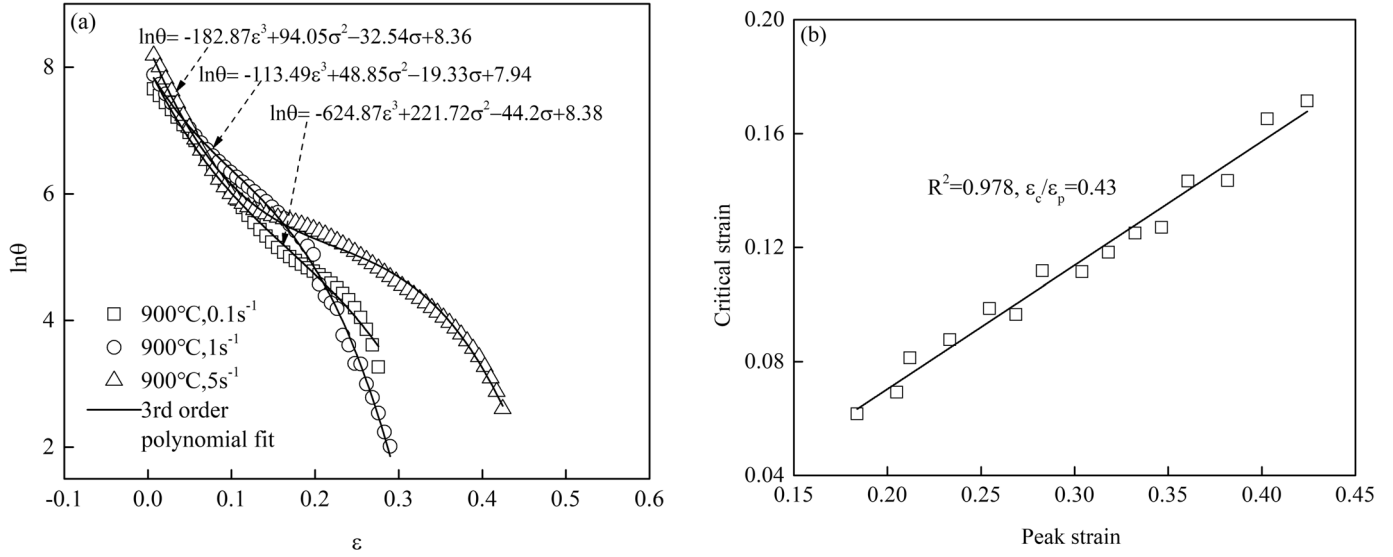 (a)
lnθ= -182.87ε³+94.05σ²−32.54σ+8.36
lnθ= -113.49ε³+48.85σ²−19.33σ+7.94
lnθ= -624.87ε³+221.72σ²−44.2σ+8.38
8
6
4
2
lnθ
900℃,0.1s⁻¹
900℃,1s⁻¹
900℃,5s⁻¹
3rd order
polynomial fit
-0.1 0.0 0.1 0.2 0.3 0.4 0.5 0.6
ε
(b)
0.20
0.16
0.12
0.08
0.04
Critical strain
R²=0.978, ε_c/ε_p=0.43
0.15 0.20 0.25 0.30 0.35 0.40 0.45
Peak strain